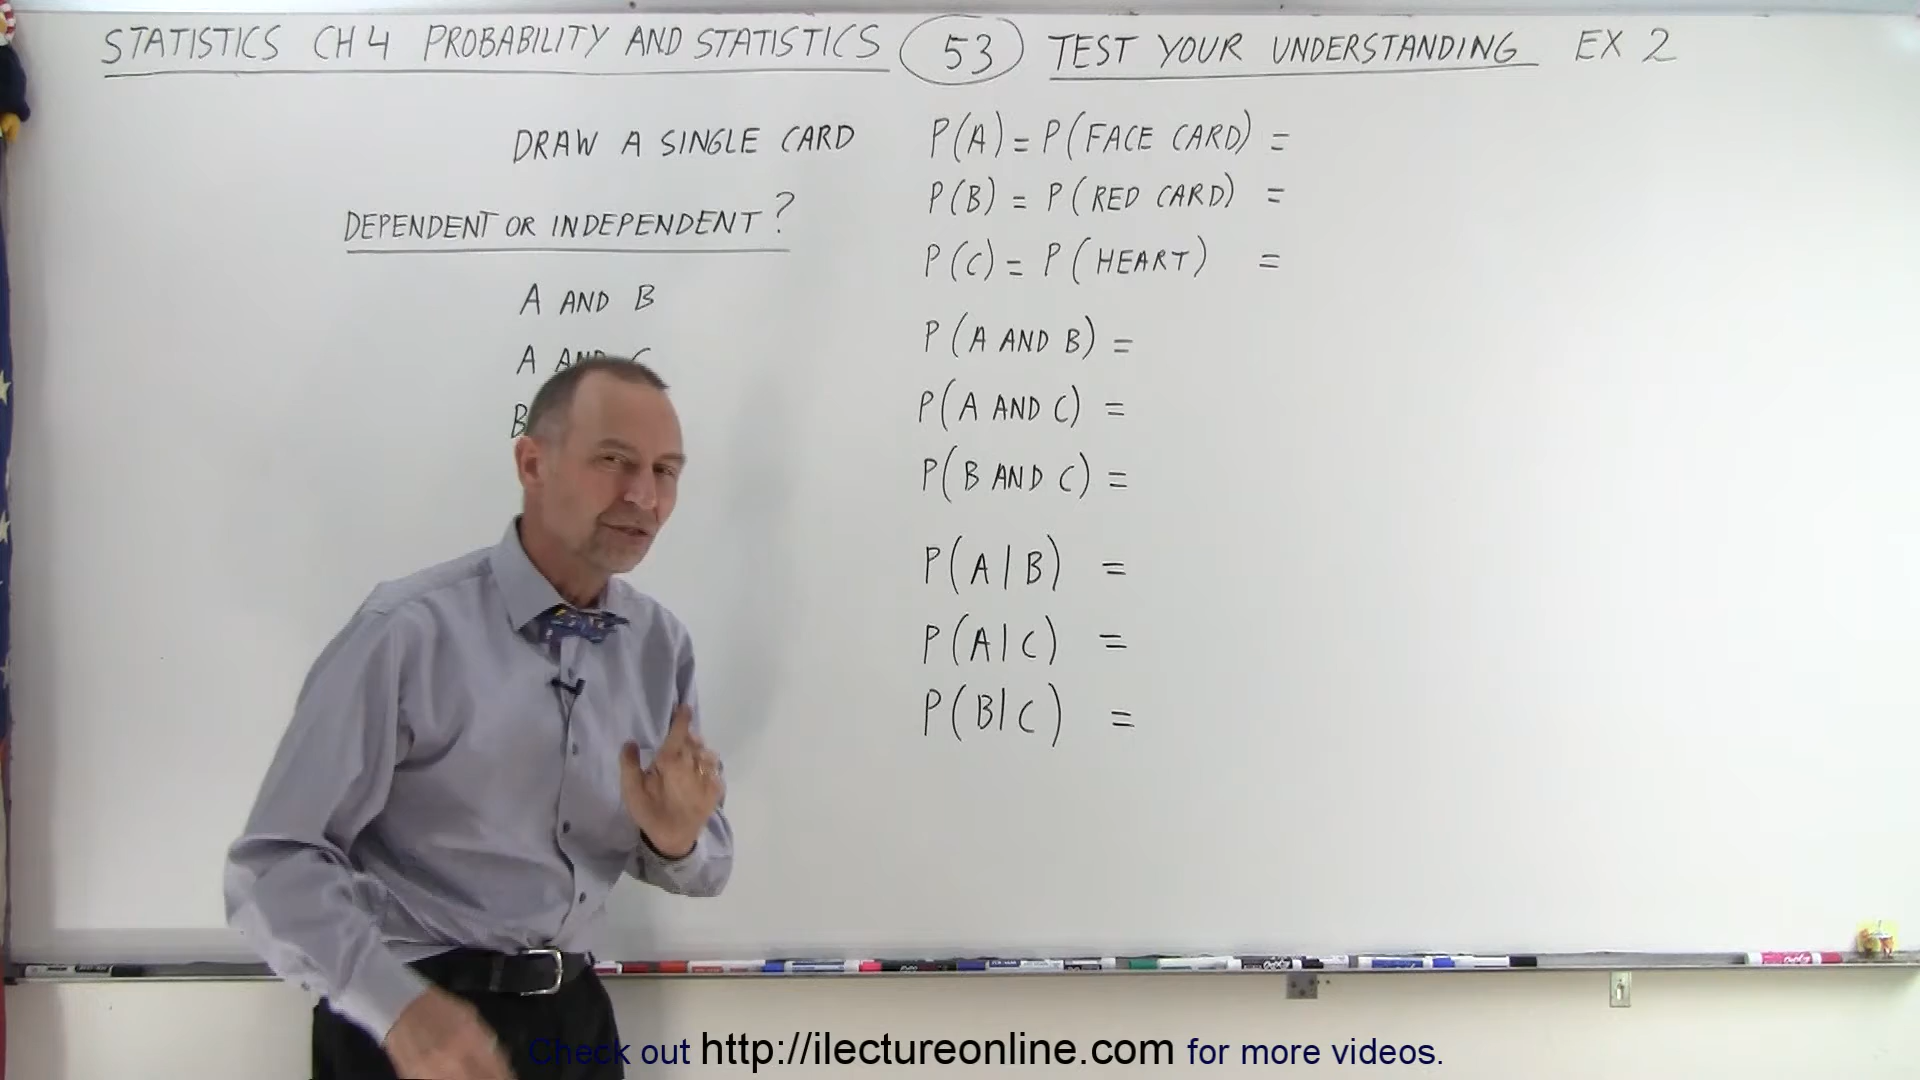 STATISTICS CH 4 PROBABILITY AND STATISTICS 53 TEST YOUR UNDERSTANDING EX 2
DRAW A SINGLE CARD
DEPENDENT OR INDEPENDENT?
A AND B
A AND C
B
P(A) = P(FACE CARD) =
P(B) = P(RED CARD) =
P(C) = P(HEART) =
P(A AND B) =
P(A AND C) =
P(B AND C) =
P(A|B) =
P(A|C) =
P(B|C) =
Check out http://ilectureonline.com for more videos.